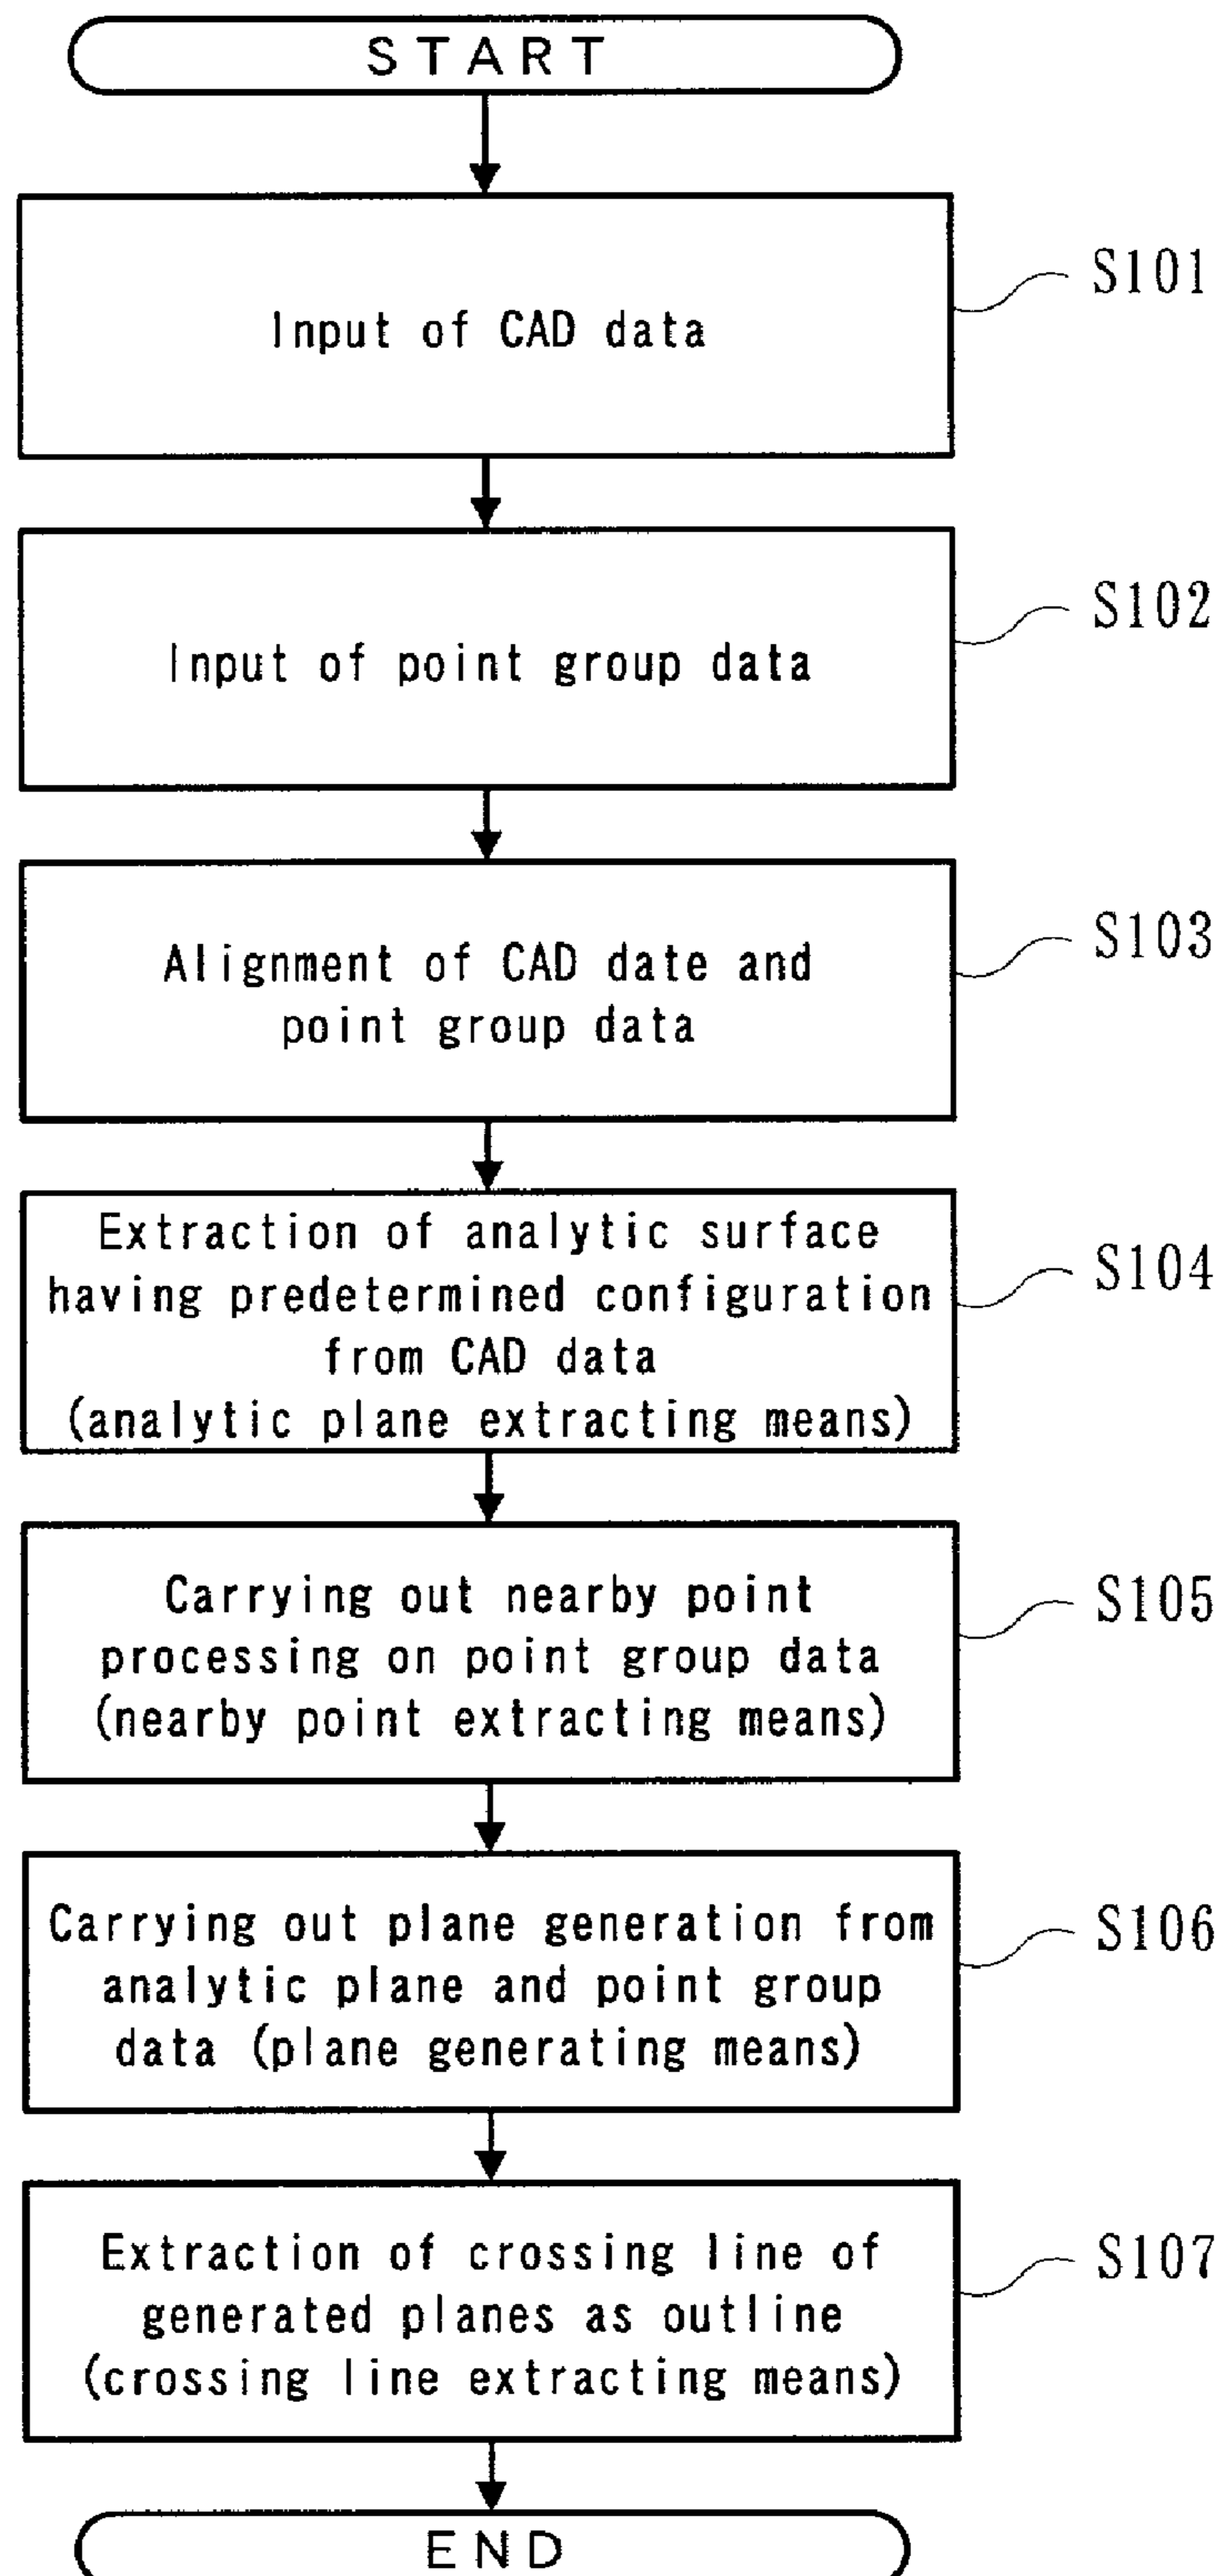 START
S101
Input of CAD data
S102
Input of point group data
S103
Alignment of CAD date and
point group data
S104
Extraction of analytic surface
having predetermined configuration
from CAD data
(analytic plane extracting means)
S105
Carrying out nearby point
processing on point group data
(nearby point extracting means)
S106
Carrying out plane generation from
analytic plane and point group
data (plane generating means)
S107
Extraction of crossing line of
generated planes as outline
(crossing line extracting means)
END